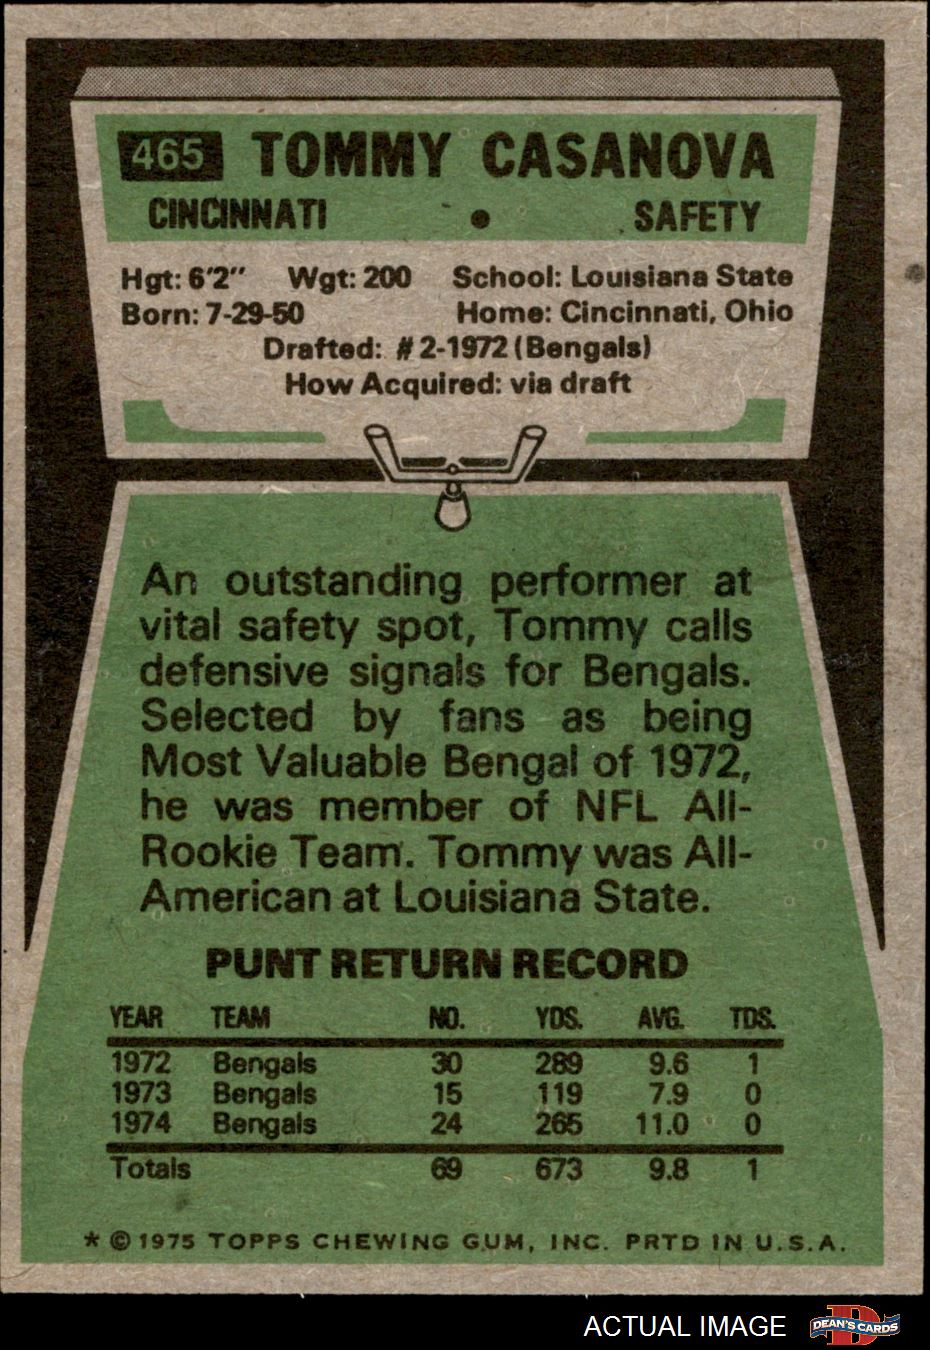 465 TOMMY CASANOVA
CINCINNATI • SAFETY
Hgt: 6'2" Wgt: 200 School: Louisiana State
Born: 7-29-50 Home: Cincinnati, Ohio
Drafted: #2-1972 (Bengals)
How Acquired: via draft
An outstanding performer at
vital safety spot, Tommy calls
defensive signals for Bengals.
Selected by fans as being
Most Valuable Bengal of 1972,
he was member of NFL All-
Rookie Team. Tommy was All-
American at Louisiana State.
PUNT RETURN RECORD
YEAR TEAM NO. YDS. AVG. TDS.
1972 Bengals 30 289 9.6 1
1973 Bengals 15 119 7.9 0
1974 Bengals 24 265 11.0 0
Totals 69 673 9.8 1
* © 1975 TOPPS CHEWING GUM, INC. PRTD IN U.S.A.
ACTUAL IMAGE D DEAN'S CARDS